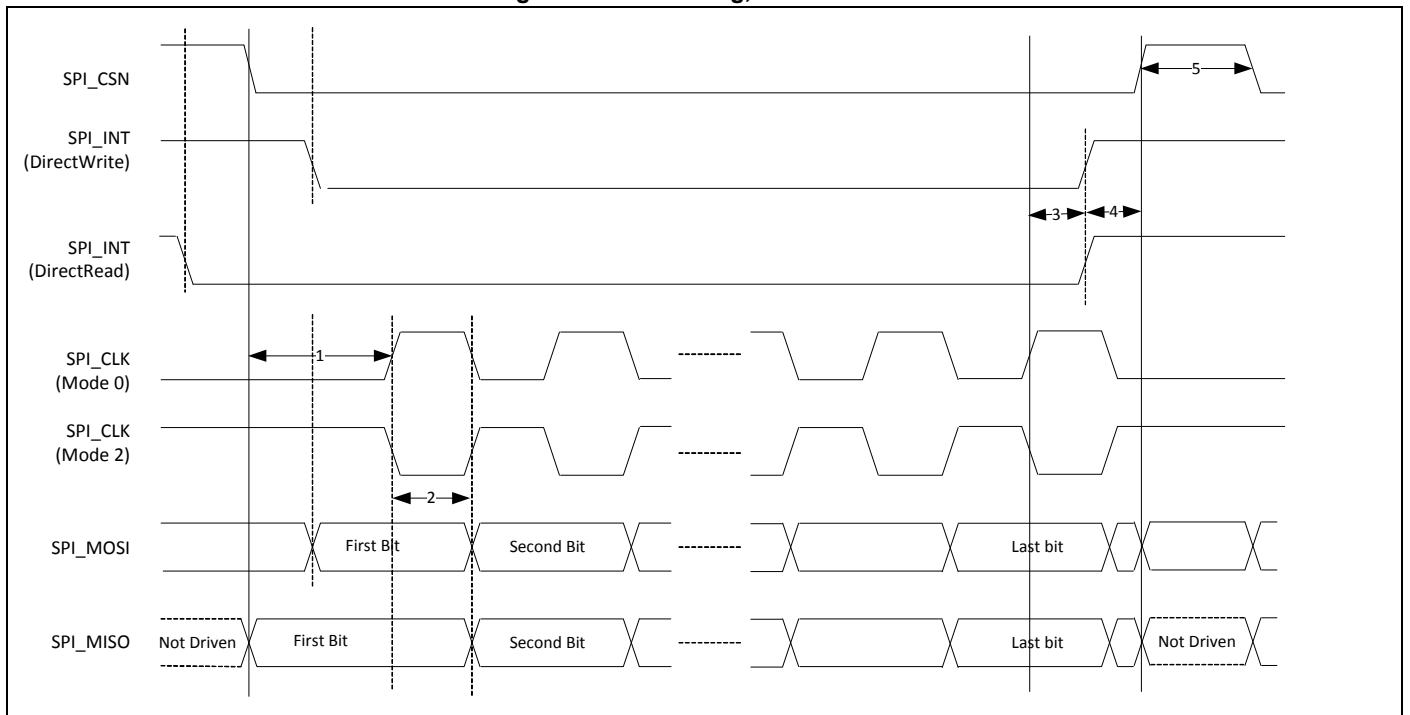 SPI_CSN
5
SPI_INT
(DirectWrite)
3
4
SPI_INT
(DirectRead)
SPI_CLK
(Mode 0)
1
SPI_CLK
(Mode 2)
2
SPI_MOSI
First Bit
Second Bit
Last bit
SPI_MISO
Not Driven
First Bit
Second Bit
Last bit
Not Driven